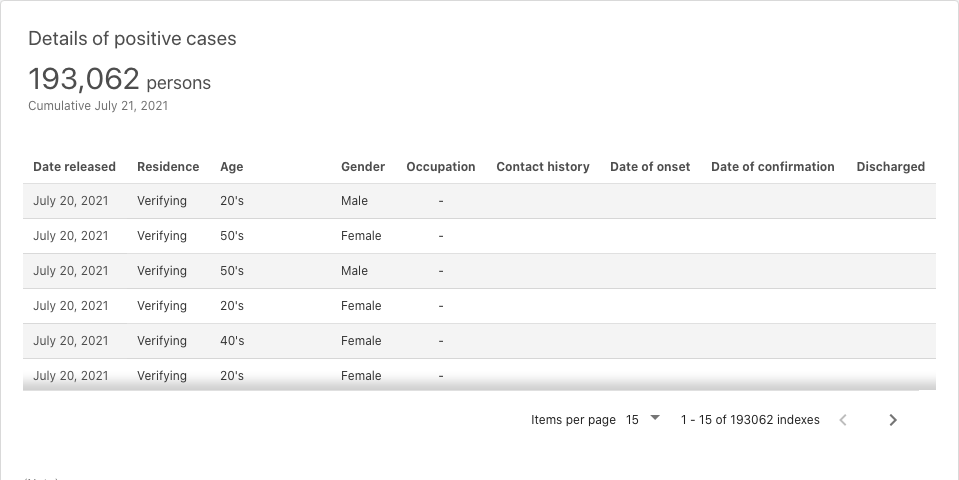 Details of positive cases
193,062 persons
Cumulative July 21, 2021
Date released Residence Age Gender Occupation Contact history Date of onset Date of confirmation Discharged
July 20, 2021 Verifying 20's Male -
July 20, 2021 Verifying 50's Female -
July 20, 2021 Verifying 50's Male -
July 20, 2021 Verifying 20's Female -
July 20, 2021 Verifying 40's Female -
July 20, 2021 Verifying 20's Female -
Items per page 15 1 - 15 of 193062 indexes